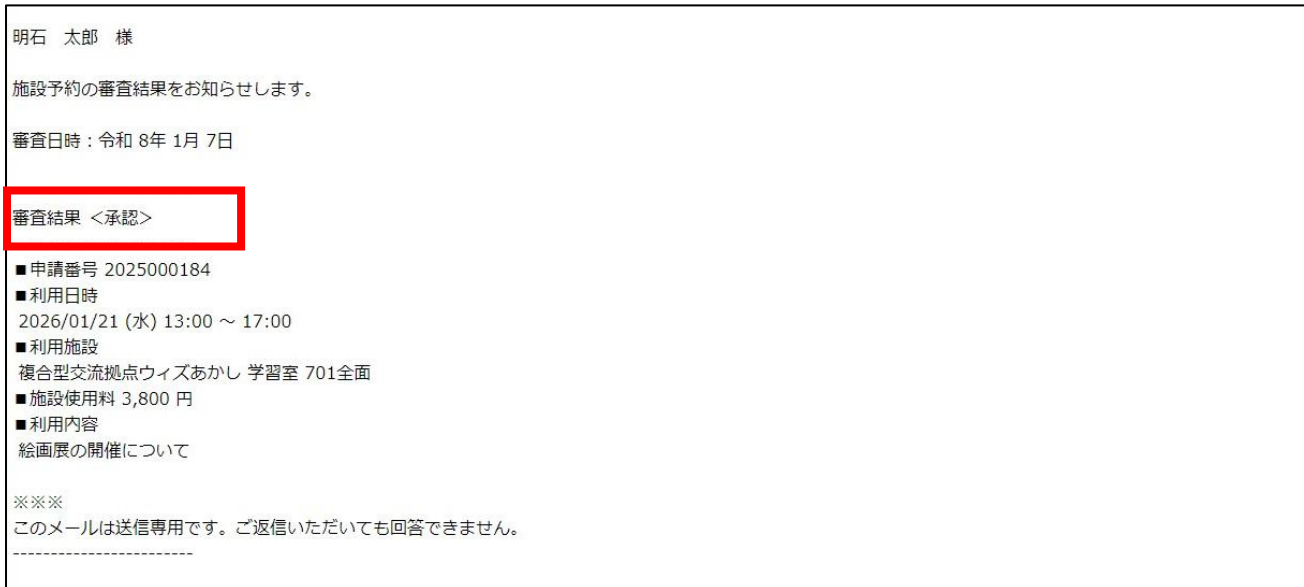 明石　太郎　様
施設予約の審査結果をお知らせします。
審査日時：令和 8年 1月 7日
審査結果 ＜承認＞
■申請番号 2025000184
■利用日時
2026/01/21 (水) 13:00 ～ 17:00
■利用施設
複合型交流拠点ウィズあかし 学習室 701全面
■施設使用料 3,800 円
■利用内容
絵画展の開催について
※※※
このメールは送信専用です。ご返信いただいても回答できません。
------------------------